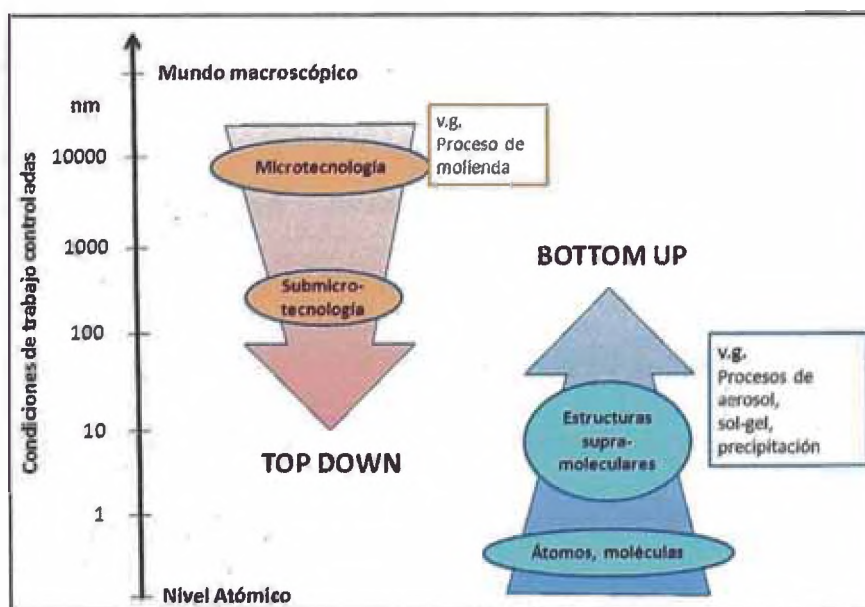 Mundo macroscópico
nm
Condiciones de trabajo controladas
10000
1000
100
10
1
Nivel Atómico
Microtecnología
v.g.
Proceso de
molienda
Submicro-
tecnología
TOP DOWN
BOTTOM UP
v.g.
Procesos de
aerosol,
sol-gel,
precipitación
Estructuras
supra-
moleculares
Átomos, moléculas